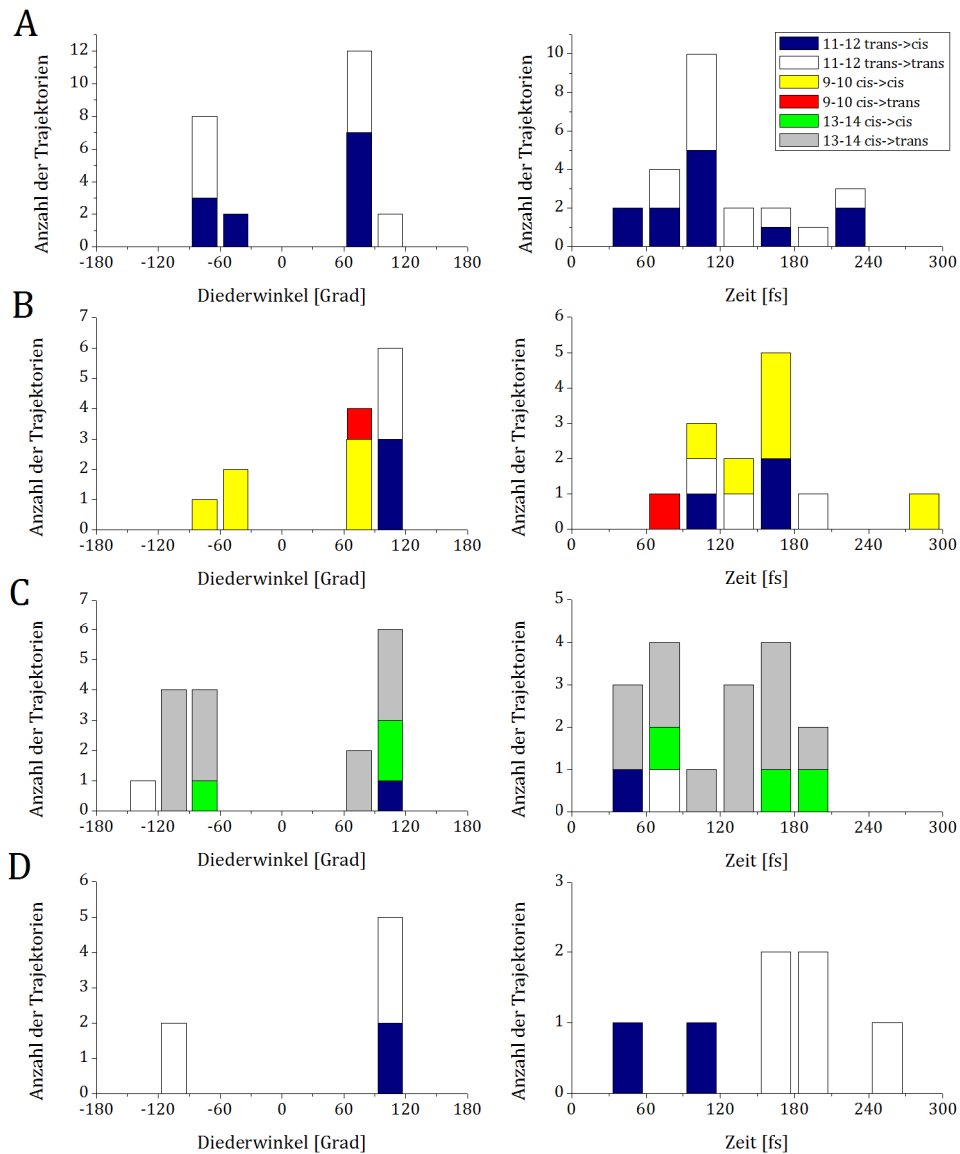 A
Anzahl der Trajektorien
12
10
8
6
4
2
0
-180 -120 -60 0 60 120 180
Diederwinkel [Grad]
Anzahl der Trajektorien
10
8
6
4
2
0
0 60 120 180 240 300
Zeit [fs]
11-12 trans->cis
11-12 trans->trans
9-10 cis->cis
9-10 cis->trans
13-14 cis->cis
13-14 cis->trans
B
Anzahl der Trajektorien
7
6
5
4
3
2
1
0
-180 -120 -60 0 60 120 180
Diederwinkel [Grad]
Anzahl der Trajektorien
6
5
4
3
2
1
0
0 60 120 180 240 300
Zeit [fs]
C
Anzahl der Trajektorien
7
6
5
4
3
2
1
0
-180 -120 -60 0 60 120 180
Diederwinkel [Grad]
Anzahl der Trajektorien
5
4
3
2
1
0
0 60 120 180 240 300
Zeit [fs]
D
Anzahl der Trajektorien
6
5
4
3
2
1
0
-180 -120 -60 0 60 120 180
Diederwinkel [Grad]
Anzahl der Trajektorien
3
2
1
0
0 60 120 180 240 300
Zeit [fs]